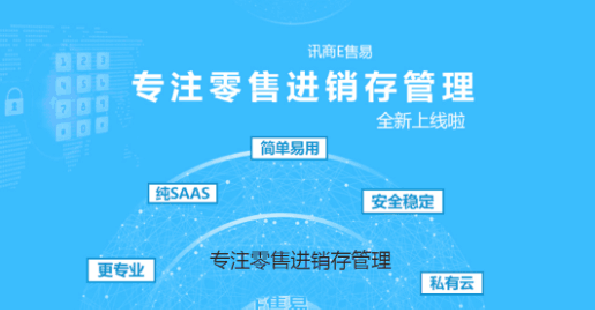 讯商E售易
专注零售进销存管理
全新上线啦
简单易用
纯SAAS
安全稳定
专注零售进销存管理
更专业
私有云
E售易